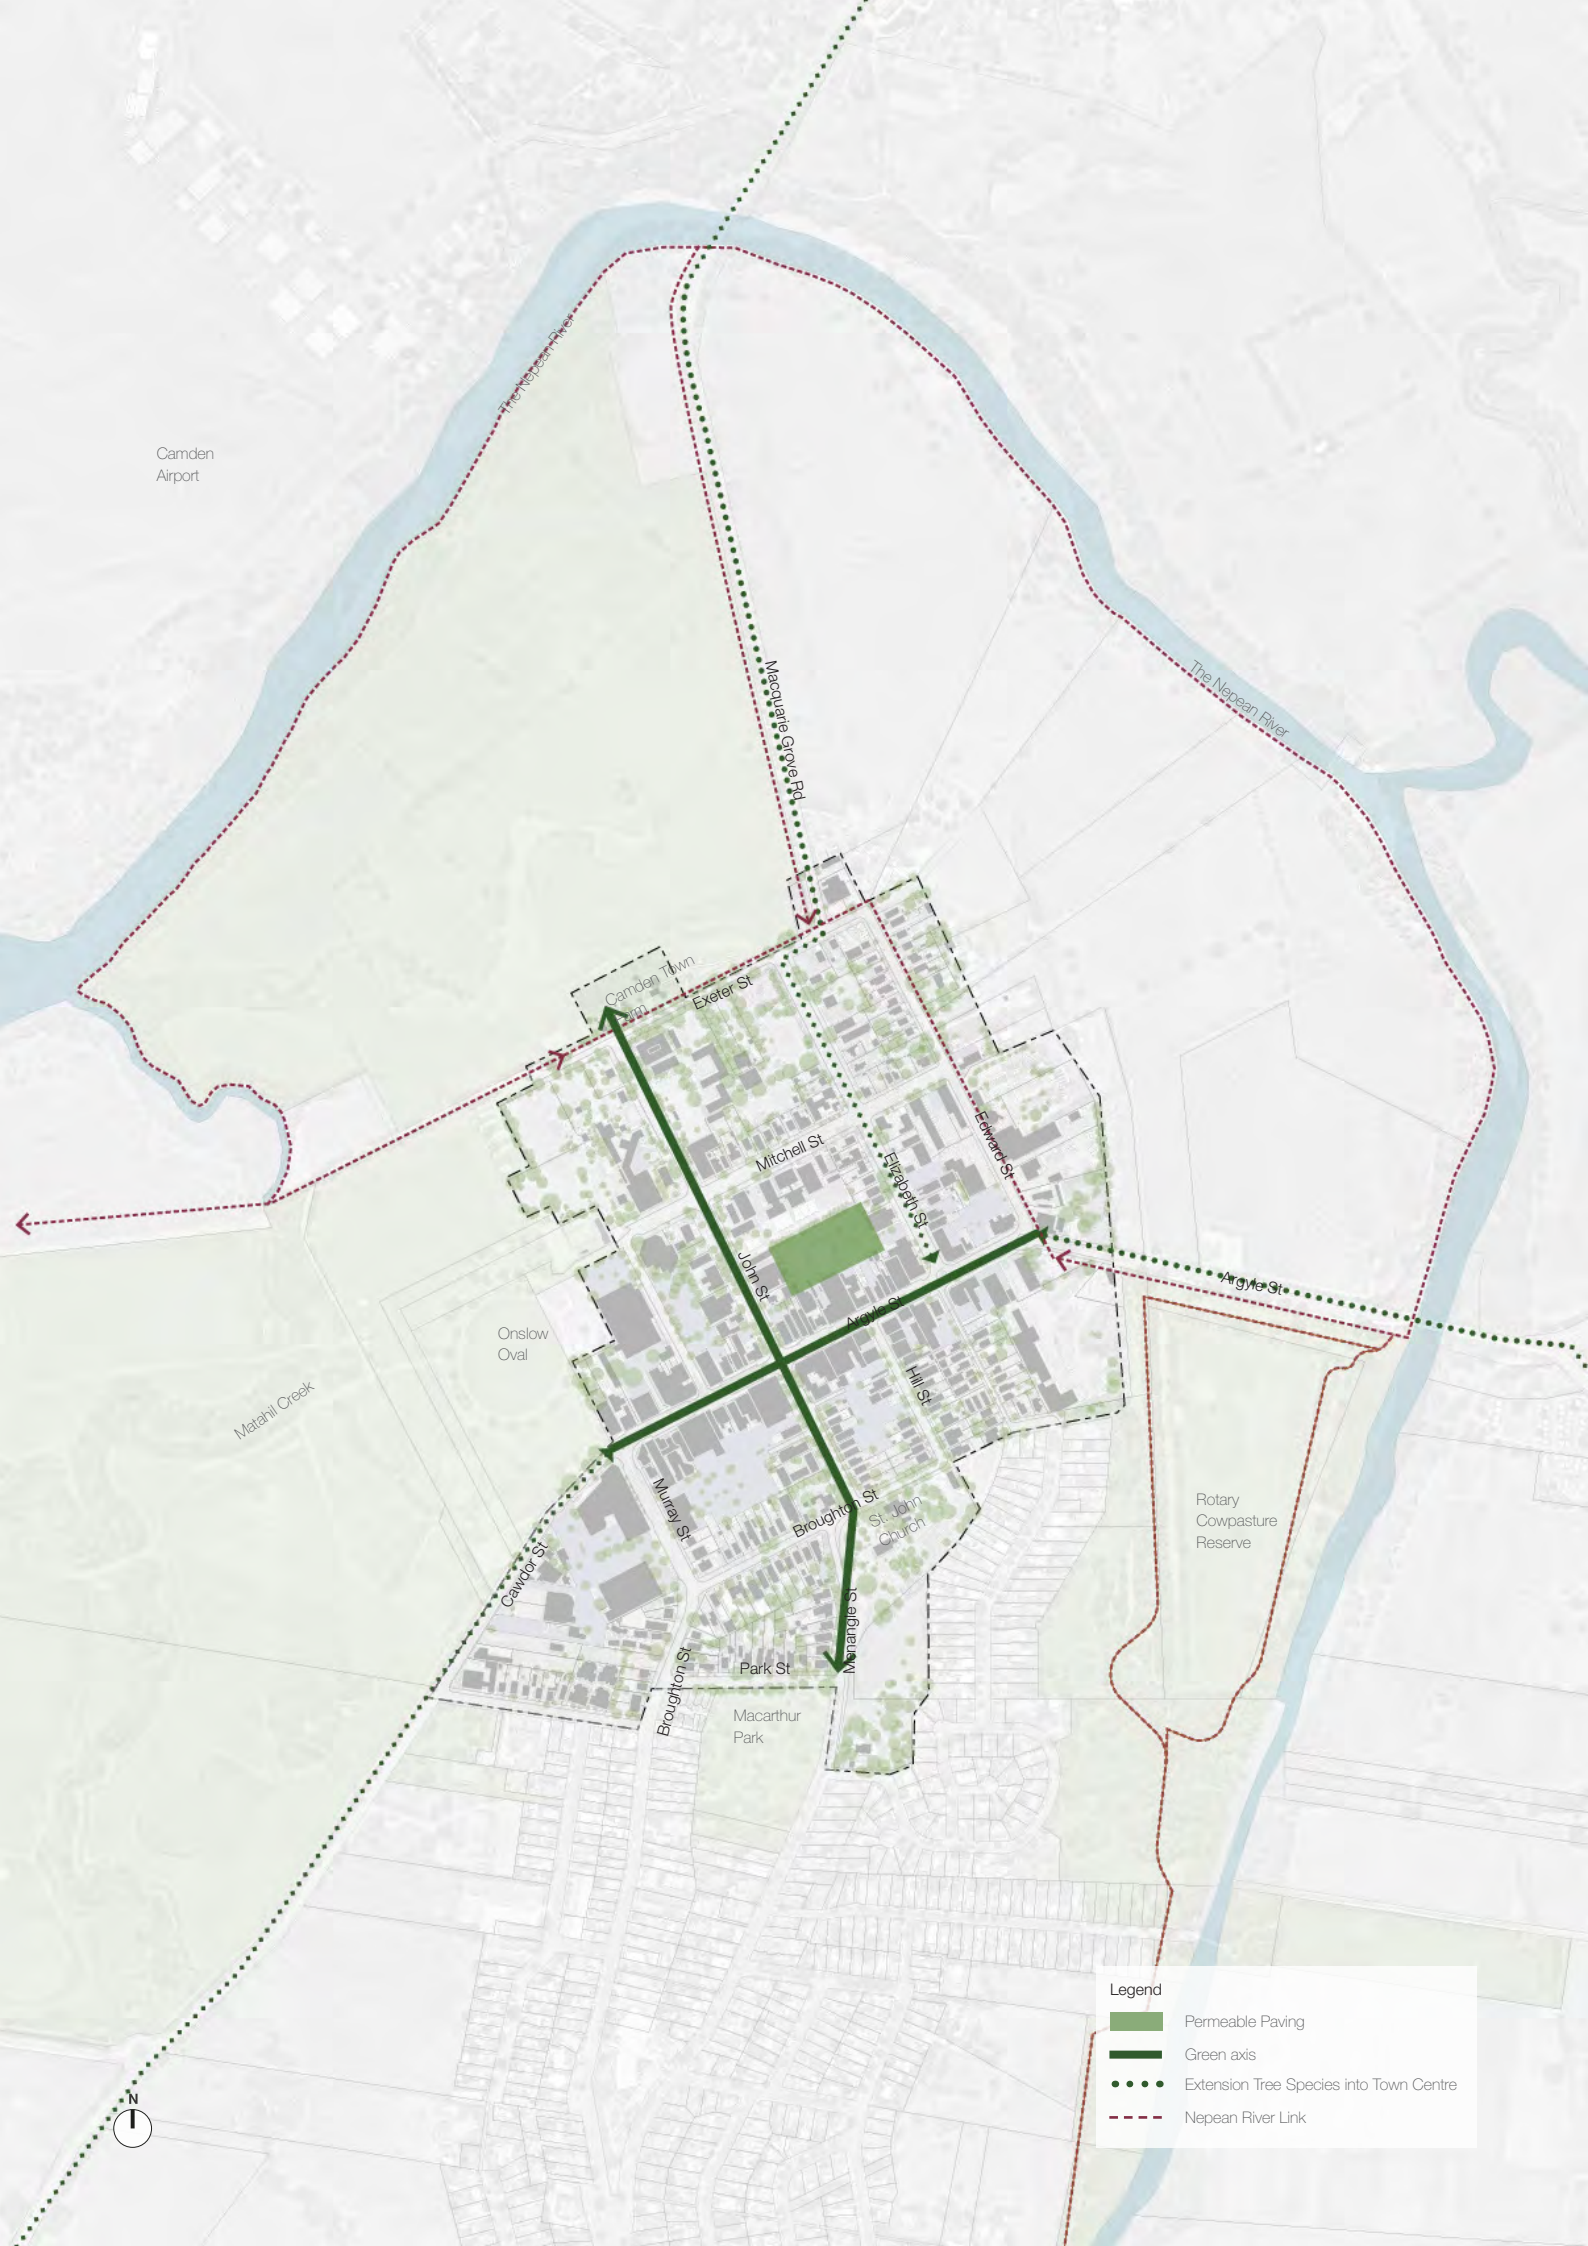 The Nepean River
Camden
Airport
Macquarie Grove Rd
The Nepean River
Camden Town
Exeter St
Mitchell St
Edward St
Elizabeth St
John St
Argyle St
Argyle St
Onslow
Oval
Hill St
Matahil Creek
Murray St
Broughton St
St. John
Church
Rotary
Cowpasture
Reserve
Cawdor St
Menangle St
Park St
Broughton St
Macarthur
Park
Legend
Permeable Paving
Green axis
Extension Tree Species into Town Centre
Nepean River Link
N